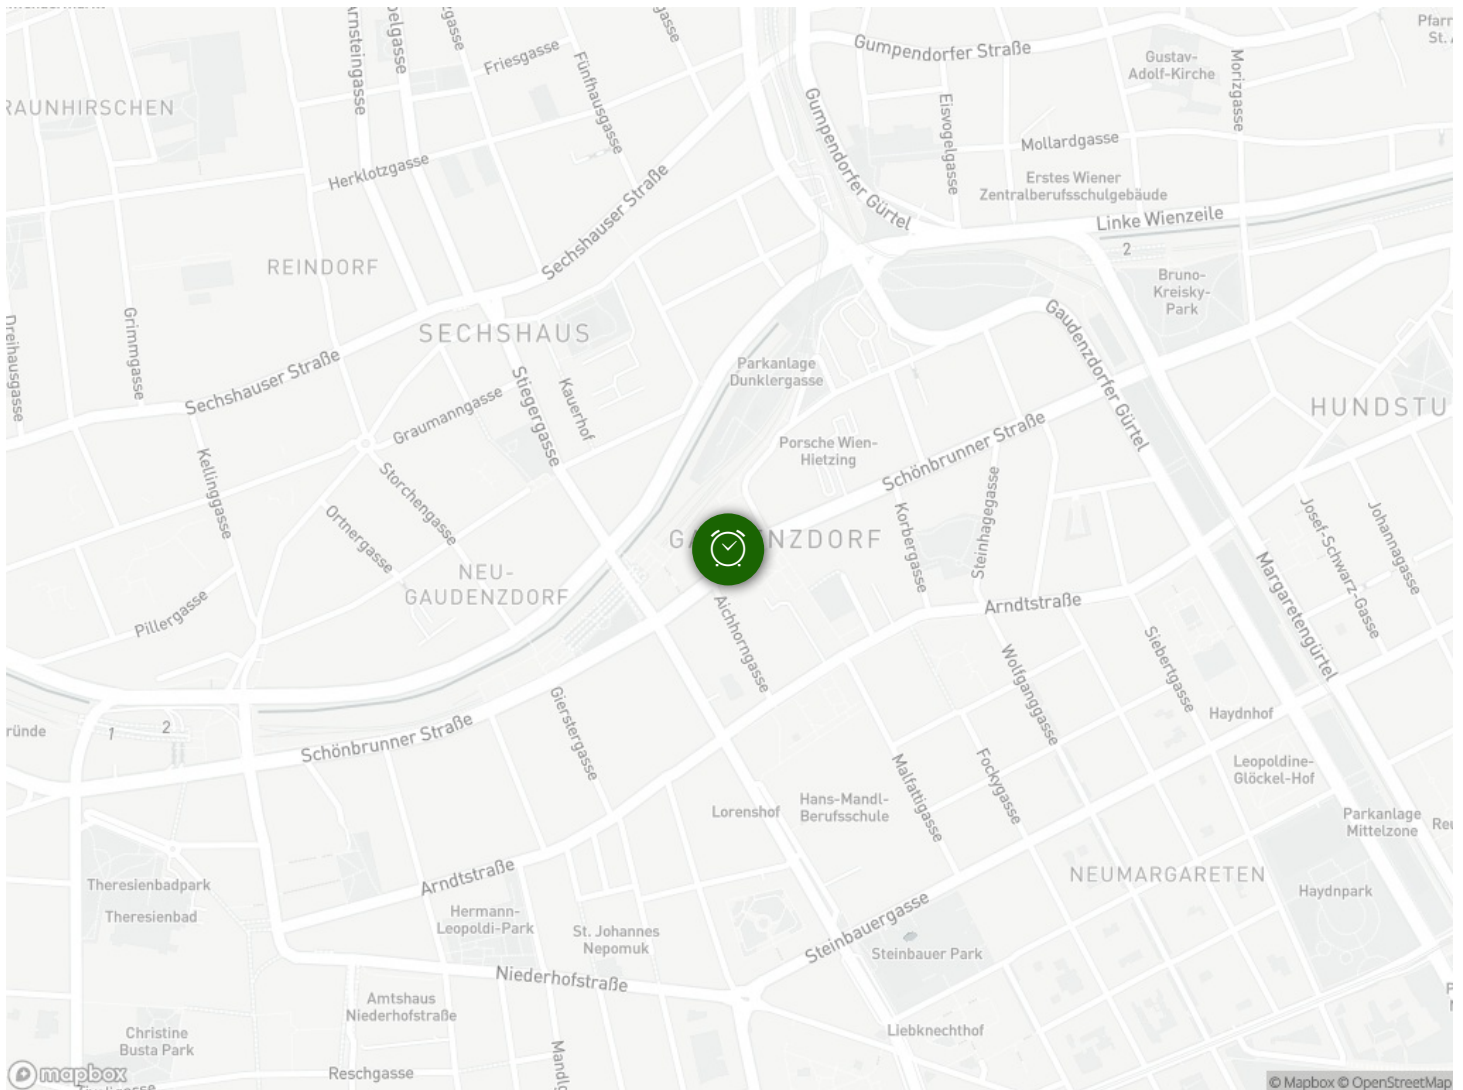 Arnsteingasse
Friesgasse
Fünfhausgasse
Gumpendorfer Straße
Gustav-
Adolf-Kirche
Morizgasse
Pfarr
RAUNHIRSCHEN
Gumpendorfer Gürtel
Eisvogelgasse
Mollardgasse
Herklotzgasse
Erstes Wiener
Zentralberufsschulgebäude
Sechshauser Straße
Linke Wienzeile
2
REINDORF
Bruno-
Kreisky-
Park
Dreihausgasse
Grimmgasse
SECHSHAUS
Gaudenzdorfer Gürtel
Sechshauser Straße
Parkanlage
Dunklergasse
Stiegergasse
Kauerhof
Graumanngasse
HUNDSTU
Porsche Wien-
Hietzing
Schönbrunner Straße
Kellinggasse
Storchengasse
Ortnergasse
Korbergasse
Steinhagegasse
Josef-Schwarz-Gasse
Johannagasse
NEU-
GAUDENZDORF
Pillergasse
Aichhorngasse
Arndtstraße
Margaretengürtel
Siebertgasse
Wolfganggasse
ründe
1
2
Schönbrunner Straße
Gierstergasse
Haydnhof
Malfattigasse
Fockygasse
Leopoldine-
Glöckel-Hof
Lorenshof
Hans-Mandl-
Berufsschule
Parkanlage
Mittelzone
Theresienbadpark
Arndtstraße
NEUMARGARETEN
Haydnpark
Theresienbad
Hermann-
Leopoldi-Park
St. Johannes
Nepomuk
Steinbauergasse
Steinbauer Park
Niederhofstraße
Amtshaus
Niederhofstraße
Christine
Busta Park
Liebknechthof
Reschgasse
mapbox
© Mapbox © OpenStreetMap